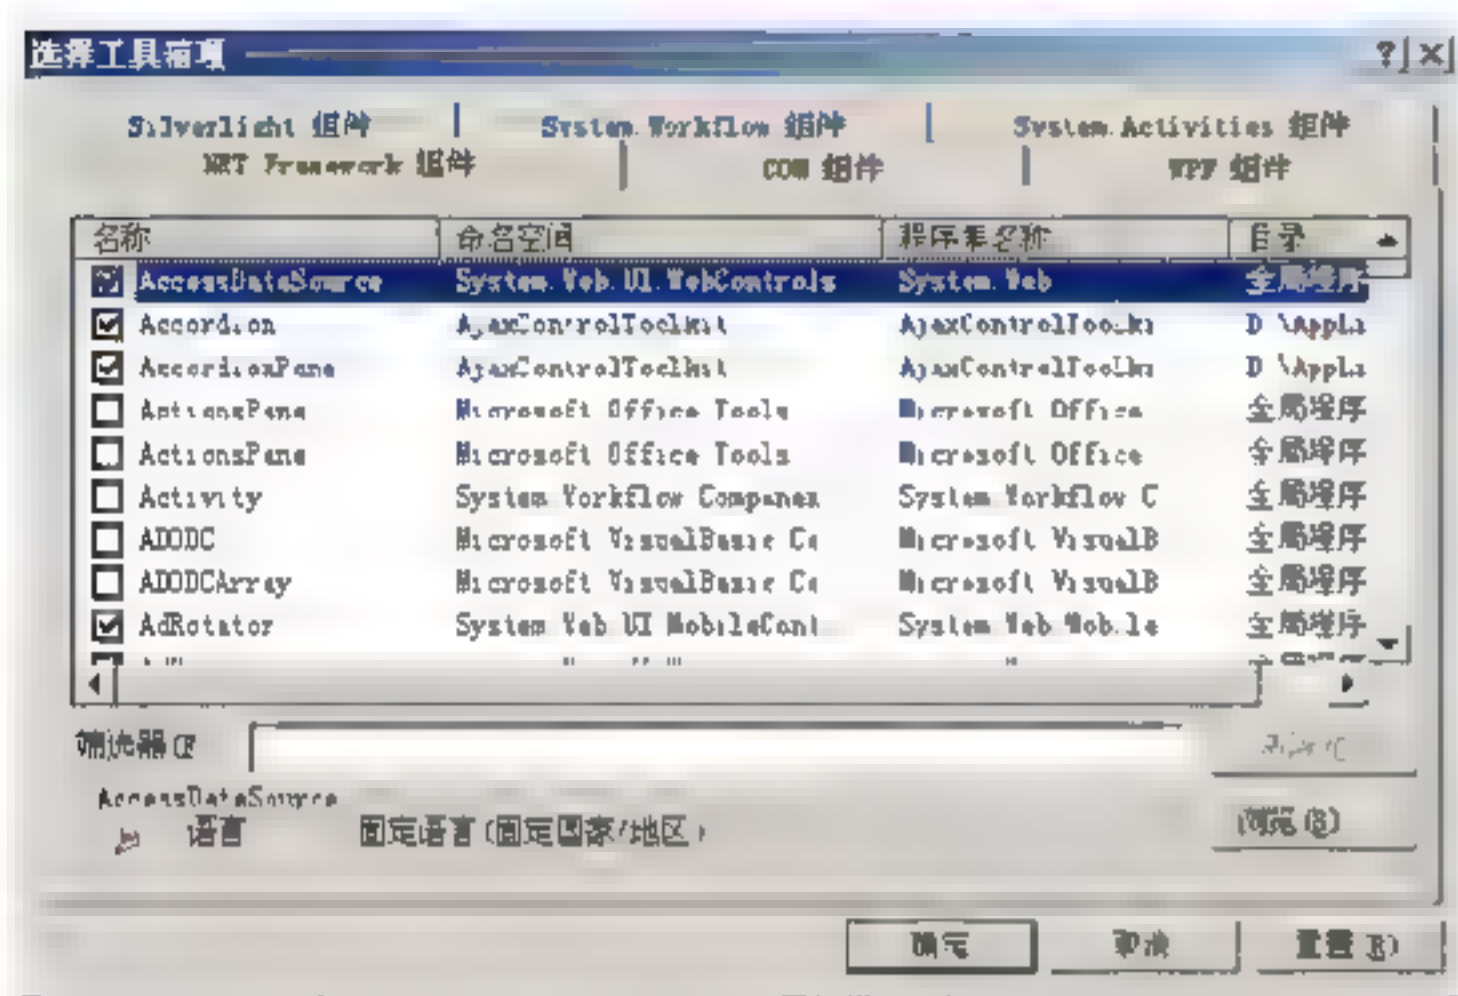 选择工具箱项
Silverlight 组件 System.Workflow 组件 System.Activities 组件
.NET Framework 组件 COM 组件 WPF 组件
名称 命名空间 程序集名称 目录
AccessDataSource System.Web.UI.WebControls System.Web 全局程序
Accordion AjaxControlToolkit AjaxControlToolki D:\Appli
AccordionPane AjaxControlToolkit AjaxControlToolki D:\Appli
ActionsPane Microsoft.Office.Tools Microsoft.Office 全局程序
ActionsPane Microsoft.Office.Tools Microsoft.Office 全局程序
Activity System.Workflow.Componen System.Workflow.C 全局程序
ADODC Microsoft.VisualBasic.Co Microsoft.VisualB 全局程序
ADODCArray Microsoft.VisualBasic.Co Microsoft.VisualB 全局程序
AdRotator System.Web.UI.MobileCont System.Web.Mobile 全局程序
筛选器(F
AccessDataSource
语言 固定语言(固定国家/地区) 浏览(B)
确定 取消 重置(R)